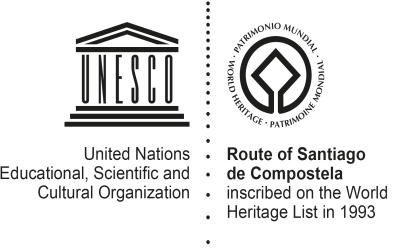 UNESCO
United Nations
Educational, Scientific and
Cultural Organization
PATRIMONIO MUNDIAL · WORLD HERITAGE · PATRIMOINE MONDIAL ·
Route of Santiago
de Compostela
inscribed on the World
Heritage List in 1993